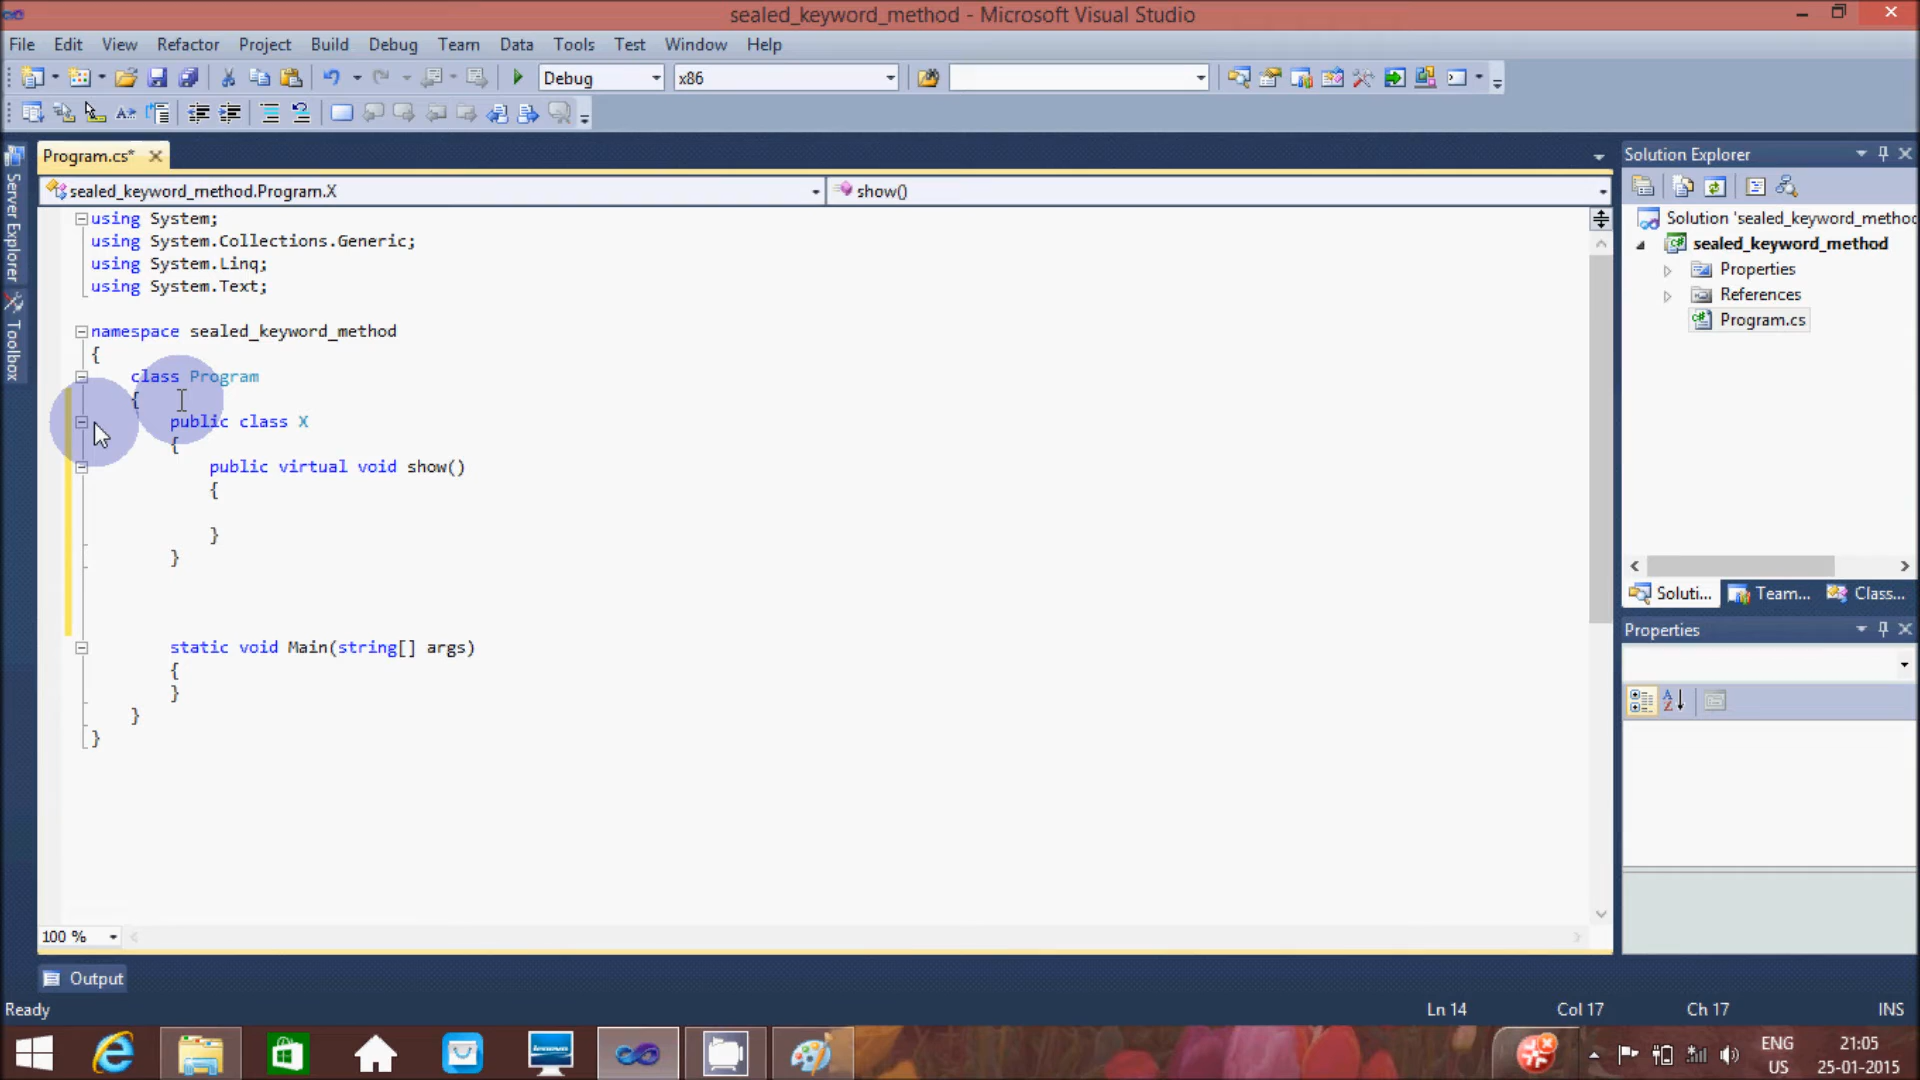 sealed_keyword_method - Microsoft Visual Studio
File Edit View Refactor Project Build Debug Team Data Tools Test Window Help
Debug x86
Program.cs*
sealed_keyword_method.Program.X show()
Server Explorer
Toolbox
using System;
using System.Collections.Generic;
using System.Linq;
using System.Text;
namespace sealed_keyword_method
{
class Program
{
public class X
{
public virtual void show()
{
}
}
static void Main(string[] args)
{
}
}
}
100 %
Solution Explorer
Solution 'sealed_keyword_metho
sealed_keyword_method
Properties
References
Program.cs
Soluti... Team... Class...
Properties
Output
Ready Ln 14 Col 17 Ch 17 INS
lenovo
ENG 21:05
US 25-01-2015